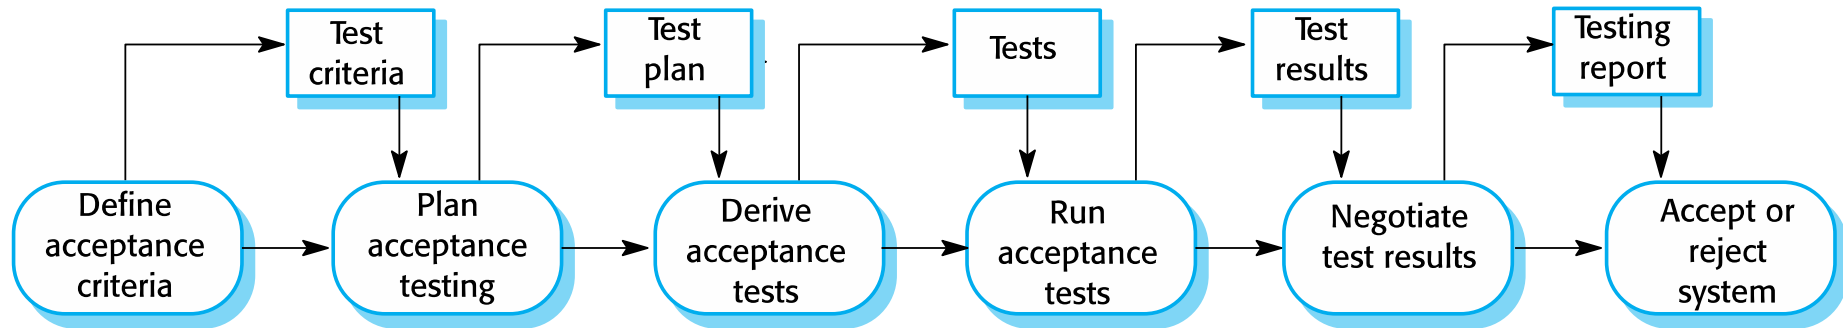 Test
criteria
Test
plan
Tests
Test
results
Testing
report
Define
acceptance
criteria
Plan
acceptance
testing
Derive
acceptance
tests
Run
acceptance
tests
Negotiate
test results
Accept or
reject
system